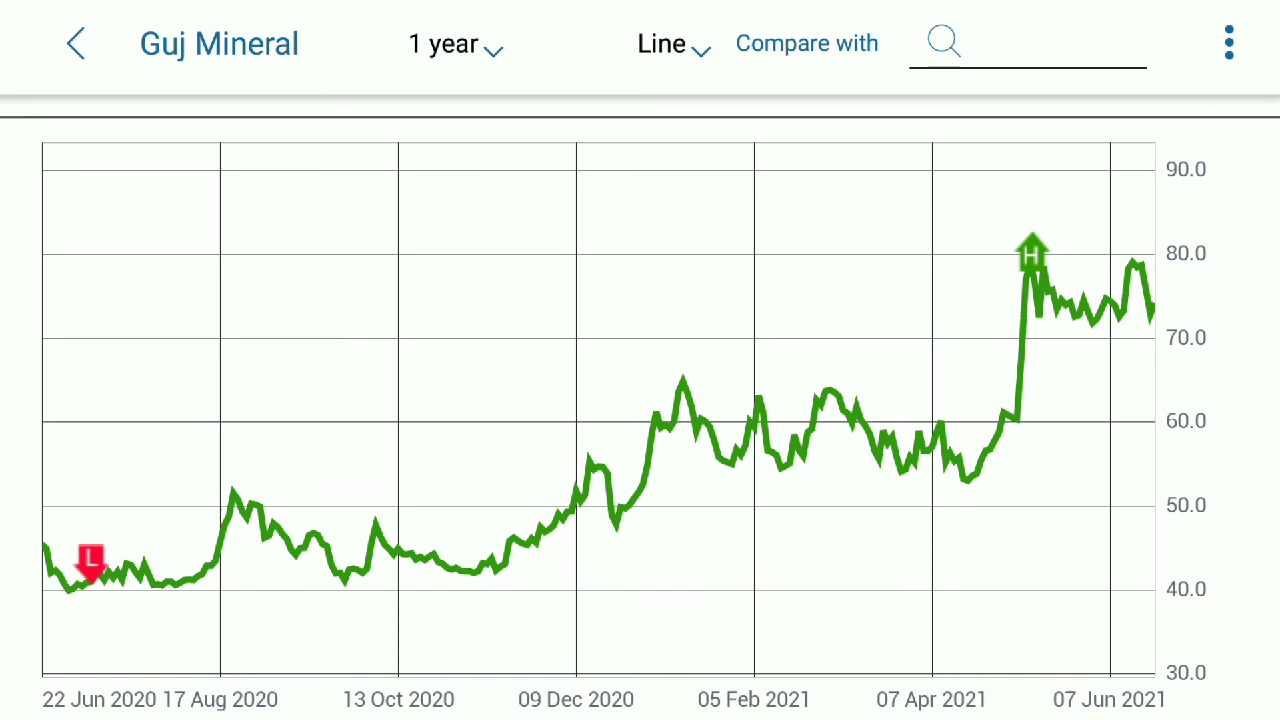 Guj Mineral 1 year Line Compare with
90.0
H 80.0
70.0
60.0
50.0
L
40.0
30.0
22 Jun 2020 17 Aug 2020 13 Oct 2020 09 Dec 2020 05 Feb 2021 07 Apr 2021 07 Jun 2021